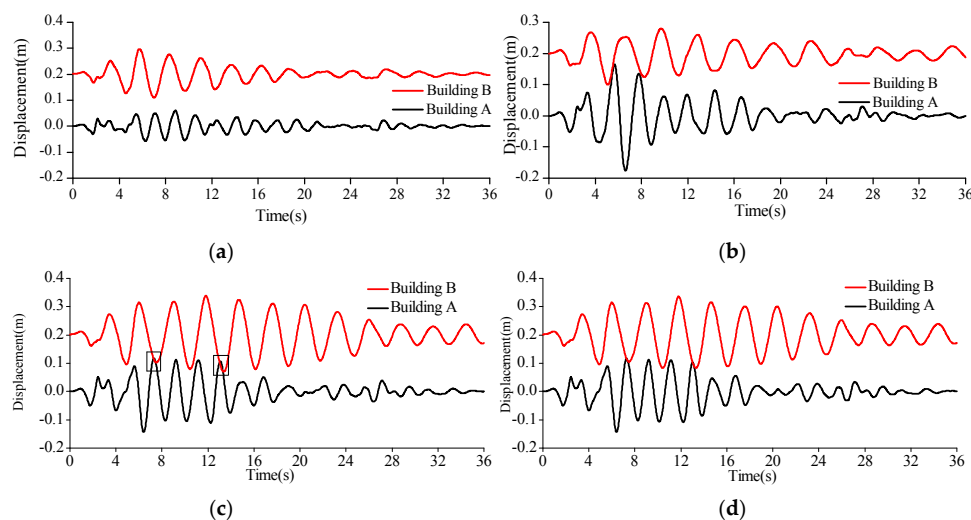 0.4
0.3
0.2
0.1
0.0
-0.1
-0.2
Displacement(m)
Building B
Building A
0 4 8 12 16 20 24 28 32 36
Time(s)
(a)
0.3
0.2
0.1
0.0
-0.1
-0.2
Displacement(m)
Building B
Building A
0 4 8 12 16 20 24 28 32 36
Time(s)
(b)
0.4
0.3
0.2
0.1
0.0
-0.1
-0.2
Displacement(m)
Building B
Building A
0 4 8 12 16 20 24 28 32 36
Time(s)
(c)
0.4
0.3
0.2
0.1
0.0
-0.1
-0.2
Displacement(m)
Building B
Building A
0 4 8 12 16 20 24 28 32 36
Time(s)
(d)